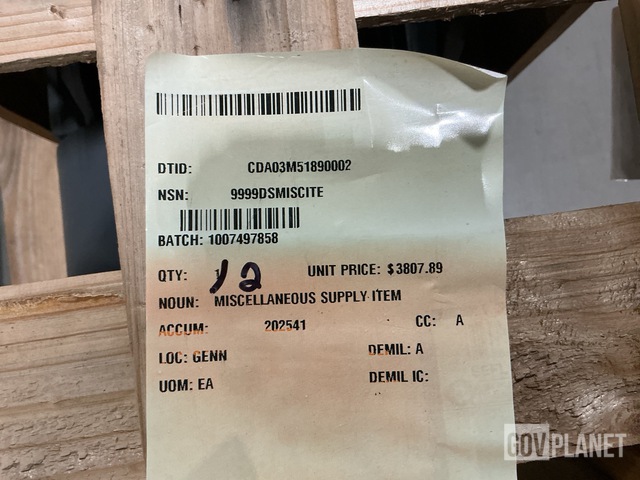 DTID: CDA03M51890002
NSN: 9999DSMISCITE
BATCH: 1007497858
QTY: 12 UNIT PRICE: $3807.89
NOUN: MISCELLANEOUS SUPPLY ITEM
ACCUM: 202541 CC: A
LOC: GENN DEMIL: A
UOM: EA DEMIL IC:
GOVPLANET